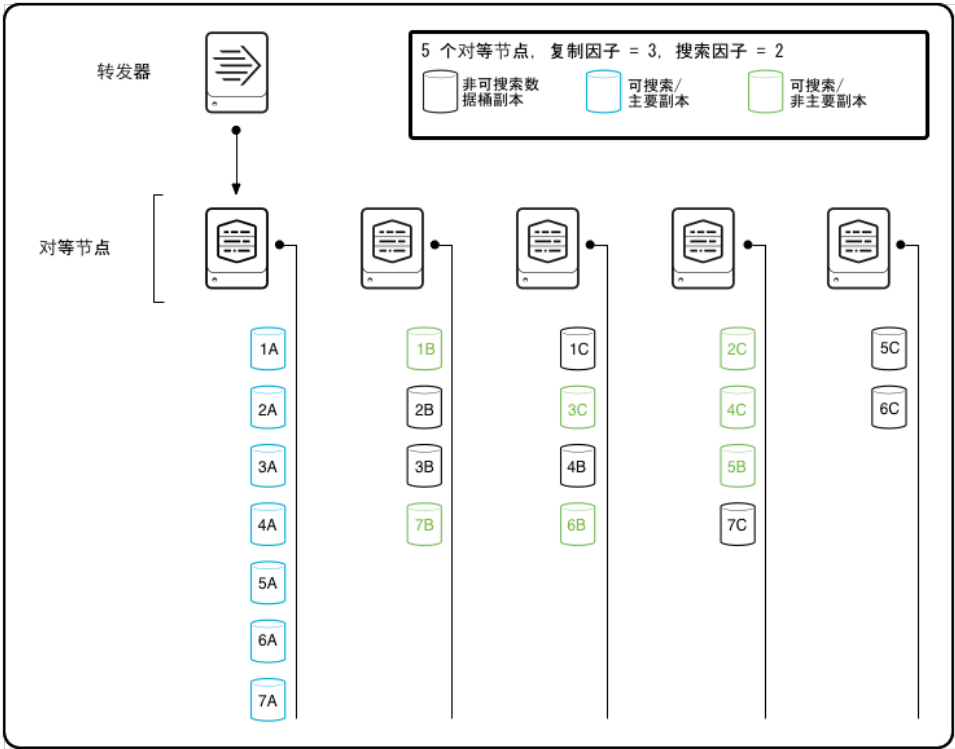 转发器
5 个对等节点, 复制因子 = 3, 搜索因子 = 2
非可搜索数
据桶副本
可搜索/
主要副本
可搜索/
非主要副本
对等节点
1A 1B 1C 2C 5C
2A 2B 3C 4C 6C
3A 3B 4B 5B
4A 7B 6B 7C
5A
6A
7A